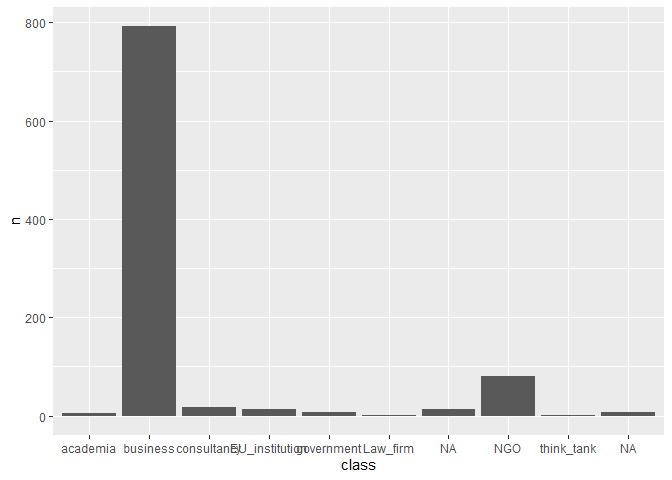 800
600
400
200
0
n
academia business consultancy EU_institution government Law_firm NA NGO think_tank NA
class